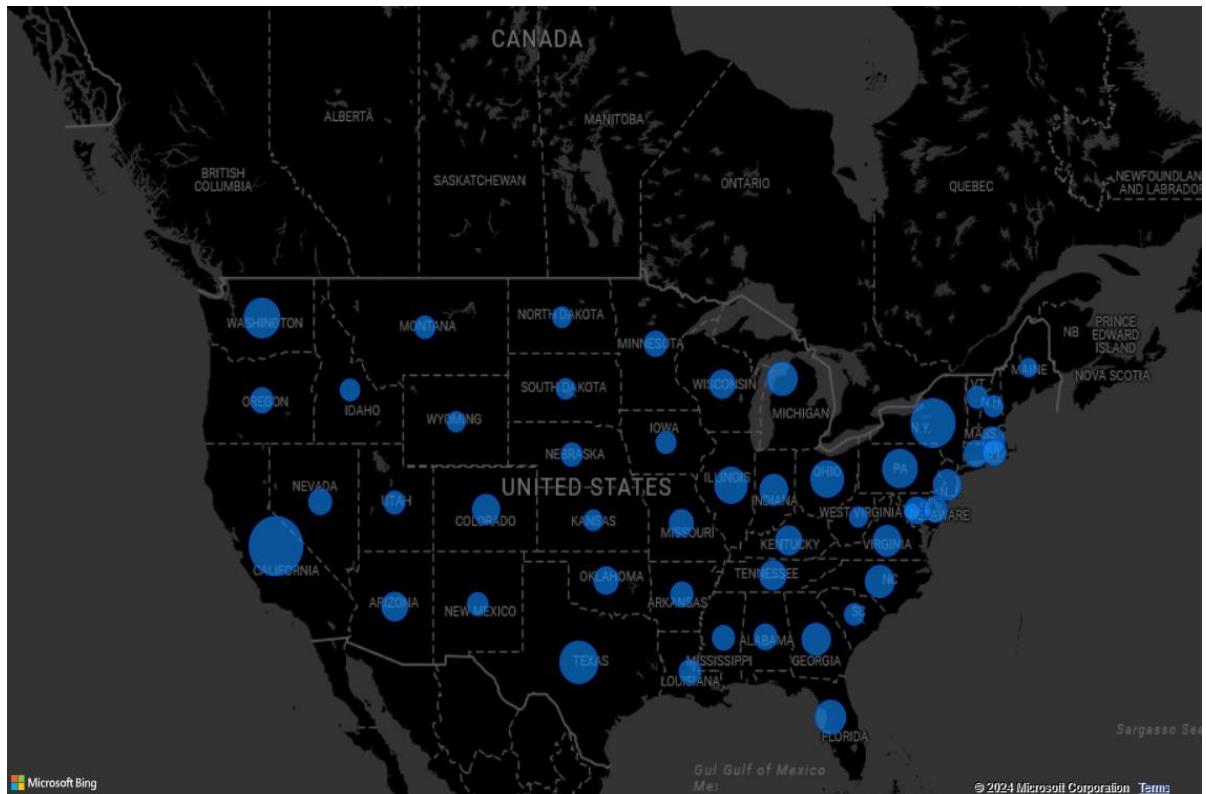 CANADA
ALBERTA
MANITOBA
BRITISH
COLUMBIA
SASKATCHEWAN
ONTARIO
QUEBEC
NEWFOUNDLAN
AND LABRADOR
WASHINGTON
MONTANA
NORTH DAKOTA
MINNESOTA
NB
PRINCE
EDWARD
ISLAND
NOVA SCOTIA
MAINE
VT
N.H.
OREGON
IDAHO
SOUTH DAKOTA
WISCONSIN
MICHIGAN
WYOMING
IOWA
N.Y.
MASS
NEBRASKA
NEVADA
UTAH
UNITED STATES
ILLINOIS
INDIANA
OHIO
PA
COLORADO
KANSAS
MISSOURI
WEST VIRGINIA
DELAWARE
KENTUCKY
VIRGINIA
CALIFORNIA
OKLAHOMA
TENNESSEE
NC
ARIZONA
NEW MEXICO
ARKANSAS
SC
ALABAMA
MISSISSIPPI
GEORGIA
TEXAS
LOUISIANA
FLORIDA
Sargasso Sea
Gul Gulf of Mexico
Me
Microsoft Bing
© 2024 Microsoft Corporation Terms